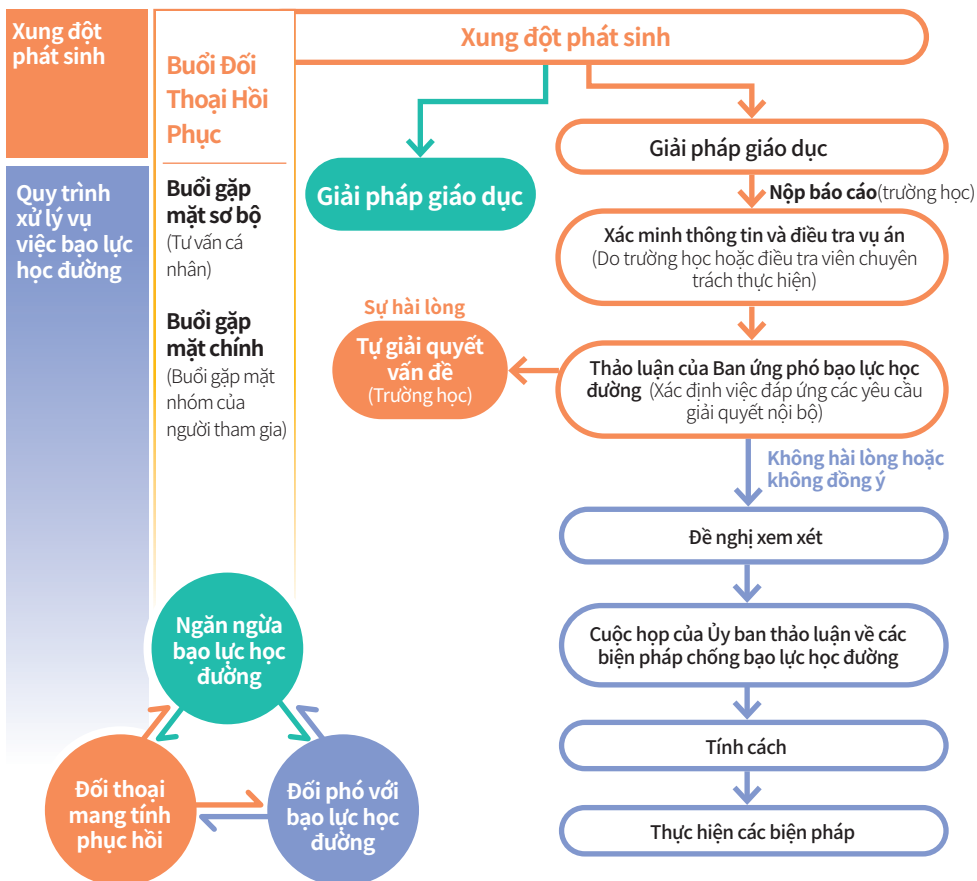 Xung đột
phát sinh
Quy trình
xử lý vụ
việc bạo lực
học đường
Buổi Đối
Thoại Hồi
Phục
Buổi gặp
mặt sơ bộ
(Tư vấn cá
nhân)
Buổi gặp
mặt chính
(Buổi gặp mặt
nhóm của
người tham gia)
Xung đột phát sinh
Giải pháp giáo dục
Giải pháp giáo dục
Nộp báo cáo(trường học)
Xác minh thông tin và điều tra vụ án
(Do trường học hoặc điều tra viên chuyên
trách thực hiện)
Sự hài lòng
Tự giải quyết
vấn đề
(Trường học)
Thảo luận của Ban ứng phó bạo lực học
đường (Xác định việc đáp ứng các yêu cầu
giải quyết nội bộ)
Không hài lòng hoặc
không đồng ý
Đề nghị xem xét
Cuộc họp của Ủy ban thảo luận về các
biện pháp chống bạo lực học đường
Tính cách
Thực hiện các biện pháp
Ngăn ngừa
bạo lực học
đường
Đối thoại
mang tính
phục hồi
Đối phó với
bạo lực học
đường